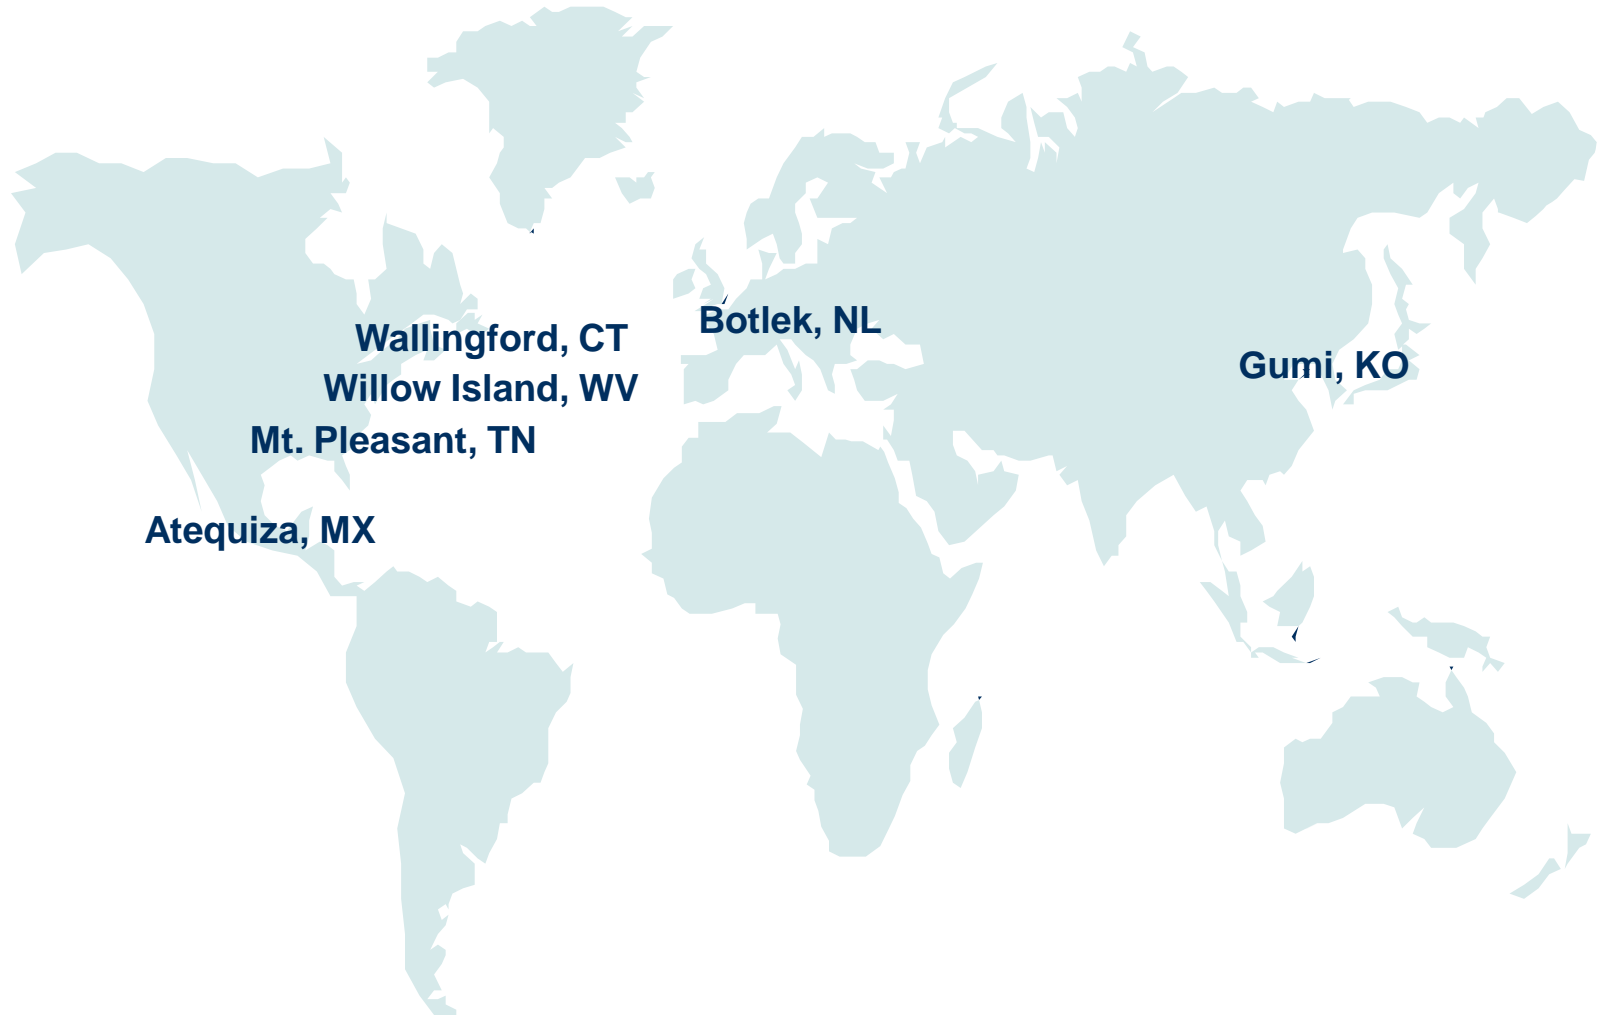 Botlek, NL
Wallingford, CT
Gumi, KO
Willow Island, WV
Mt. Pleasant, TN
Atequiza, MX